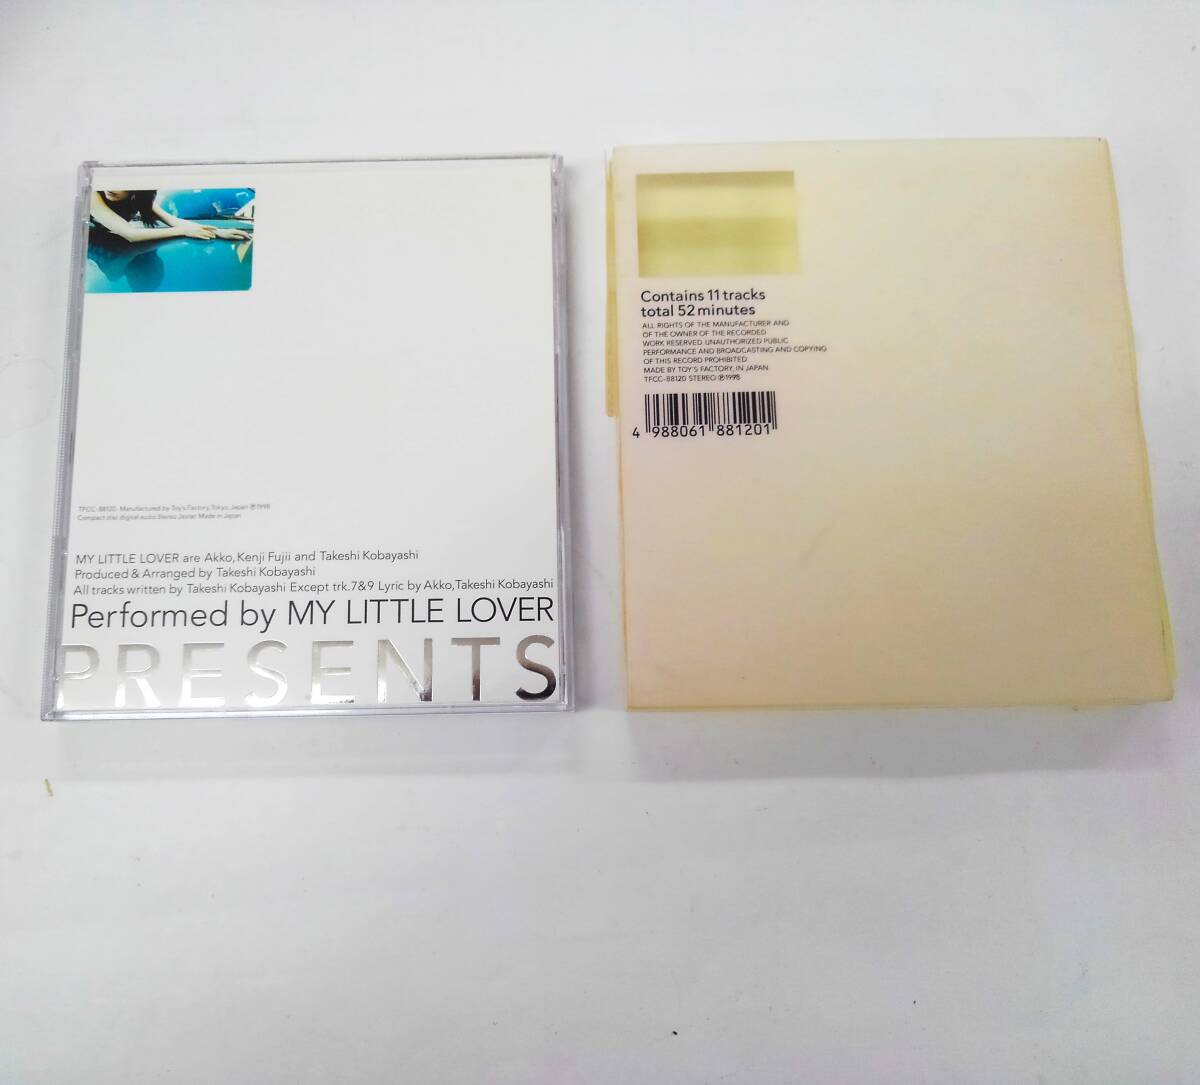 TFCC-88120 Manufactured by Toy's Factory, Tokyo, Japan ℗1998
Compact disc digital audio Stereo Jasrac Made in Japan
MY LITTLE LOVER are Akko, Kenji Fujii and Takeshi Kobayashi
Produced & Arranged by Takeshi Kobayashi
All tracks written by Takeshi Kobayashi Except trk.7&9 Lyric by Akko, Takeshi Kobayashi
Performed by MY LITTLE LOVER
PRESENTS
Contains 11 tracks
total 52 minutes
ALL RIGHTS OF THE MANUFACTURER AND
OF THE OWNER OF THE RECORDED
WORK RESERVED. UNAUTHORIZED PUBLIC
PERFORMANCE AND BROADCASTING AND COPYING
OF THIS RECORD PROHIBITED
MADE BY TOY'S FACTORY, IN JAPAN
TFCC-88120 STEREO ℗1998
4 988061 881201